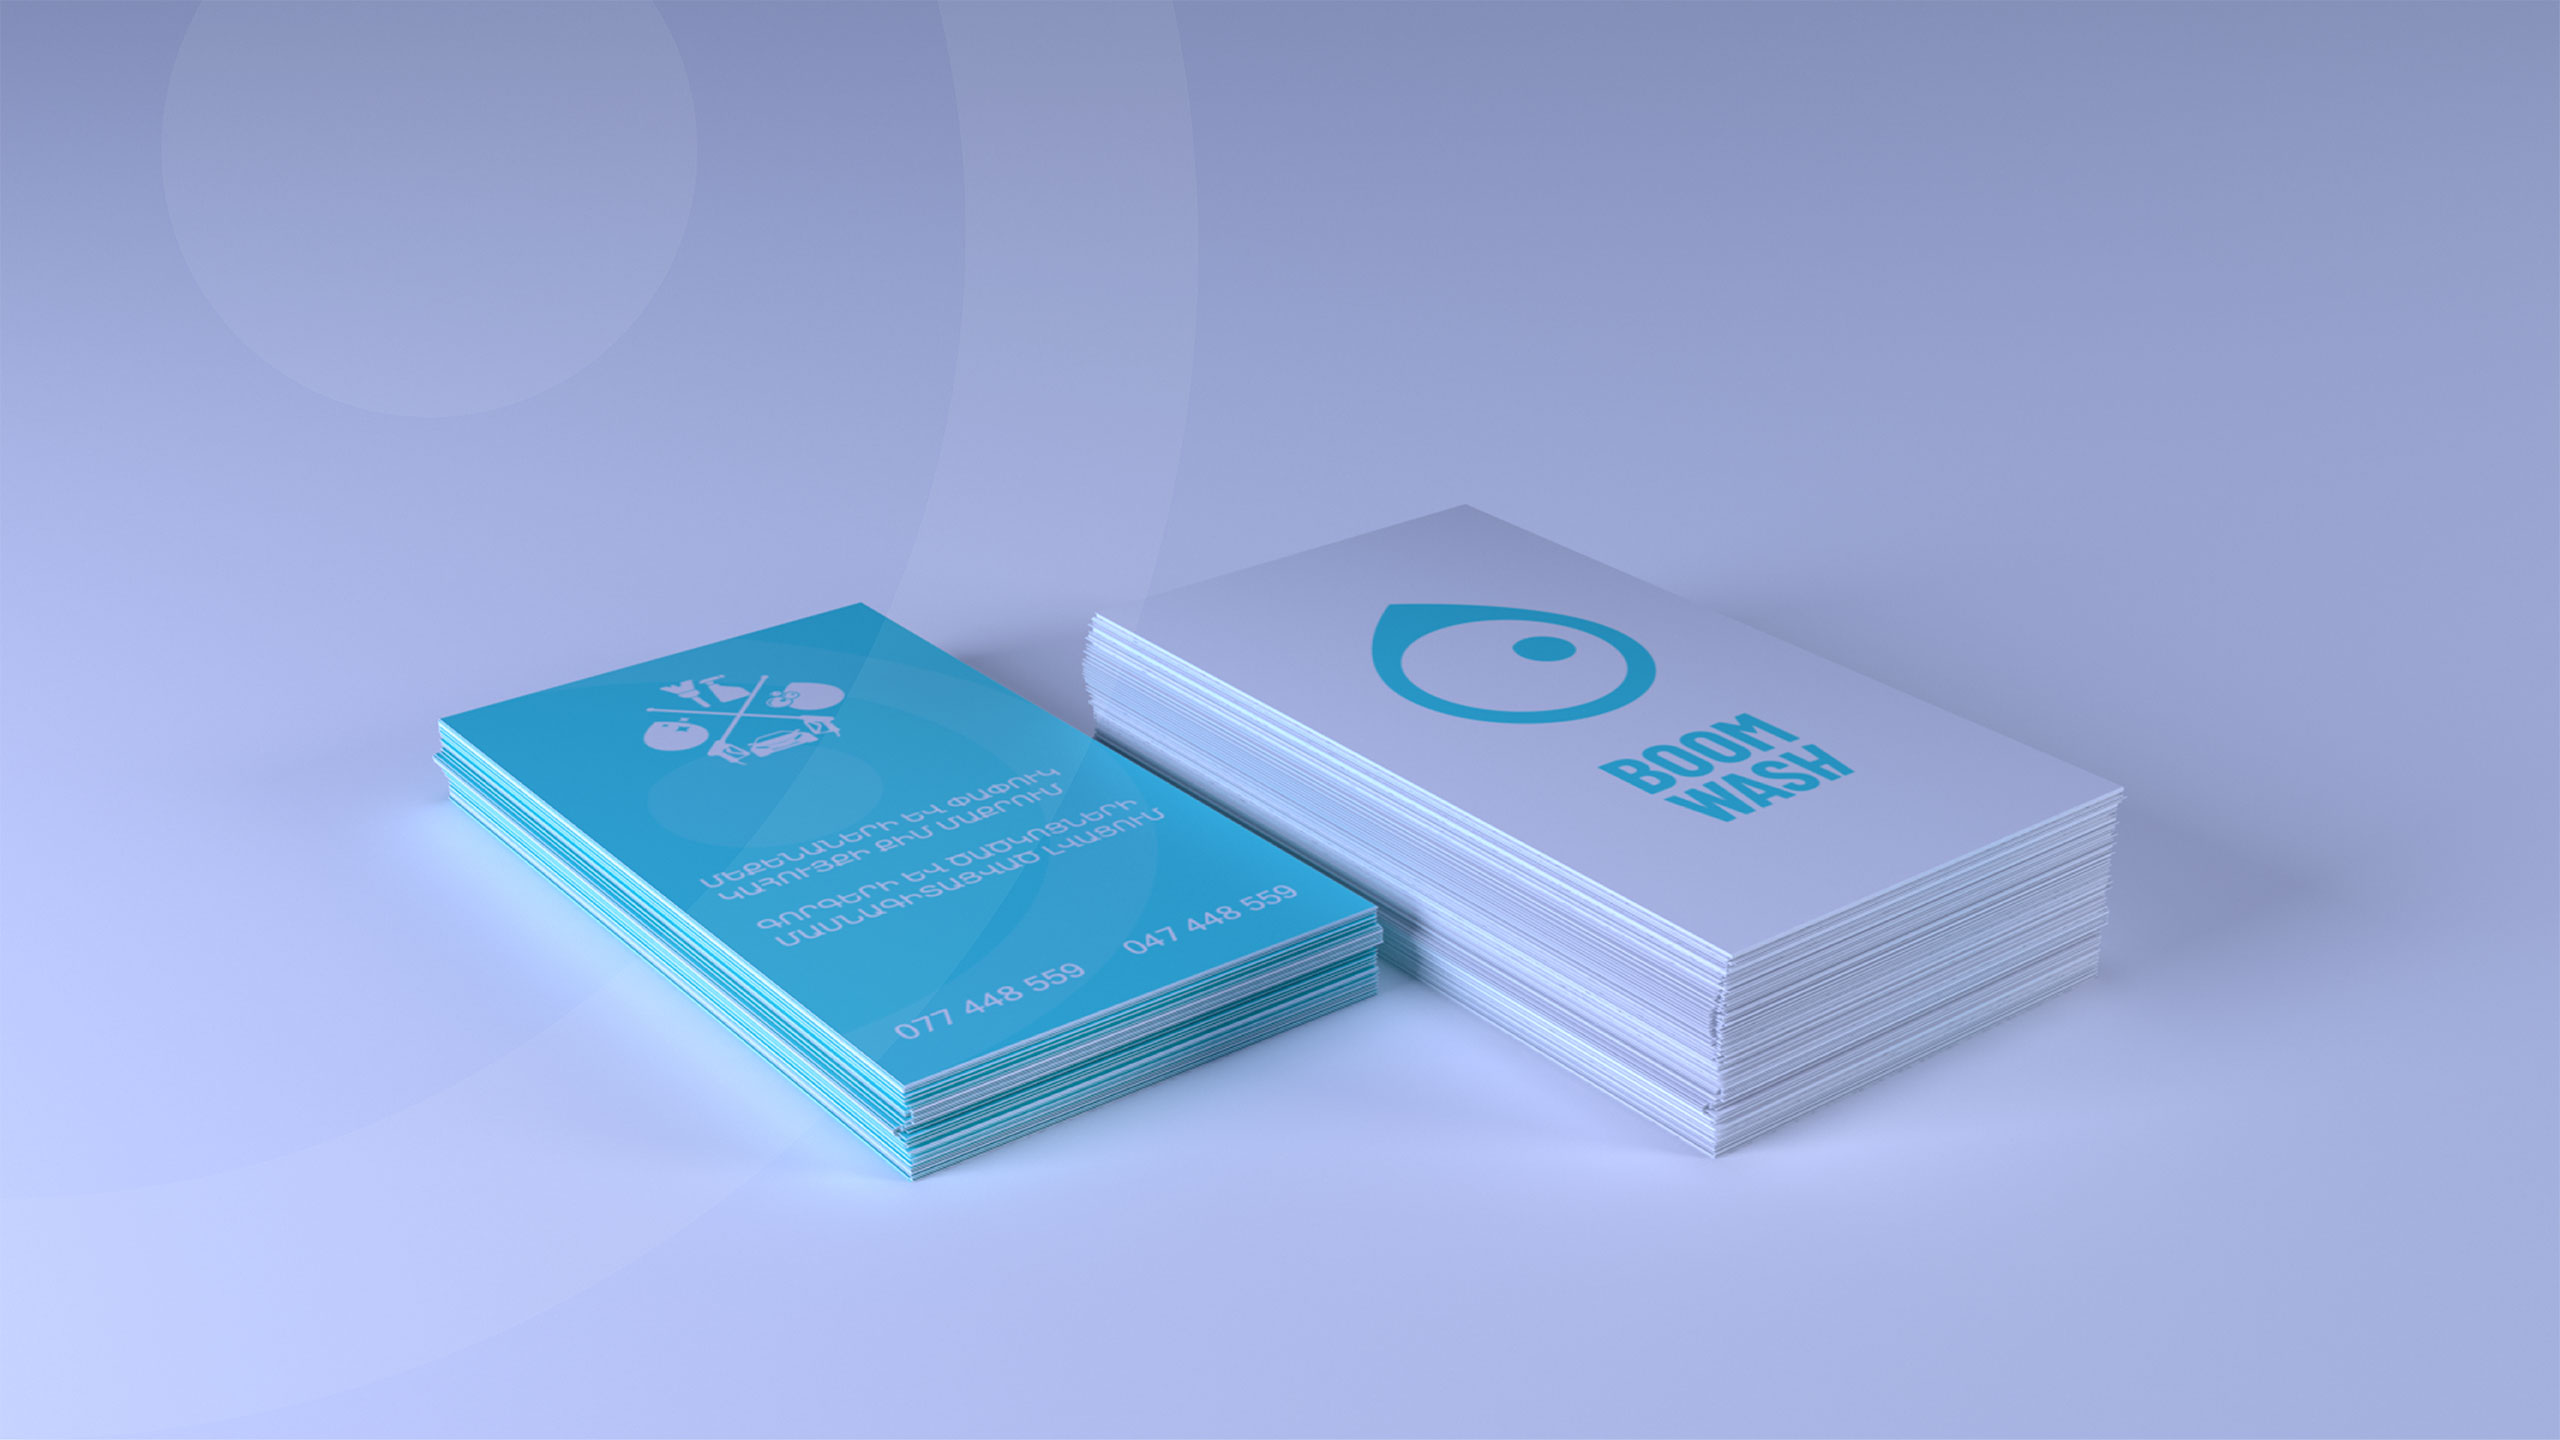 ՄԵՔԵՆԱՆԵՐԻ ԵՎ ՓԱՓՈՒԿ
ԿԱՀՈՒՅՔԻ ՔԻՄ ՄԱՔՐՈՒՄ
ԳՈՐԳԵՐԻ ԵՎ ԾԱԾԿՈՑՆԵՐԻ
ՄԱՍՆԱԳԻՏԱՑՎԱԾ ԼՎԱՑՈՒՄ
077 448 559 047 448 559
BOOM
WASH